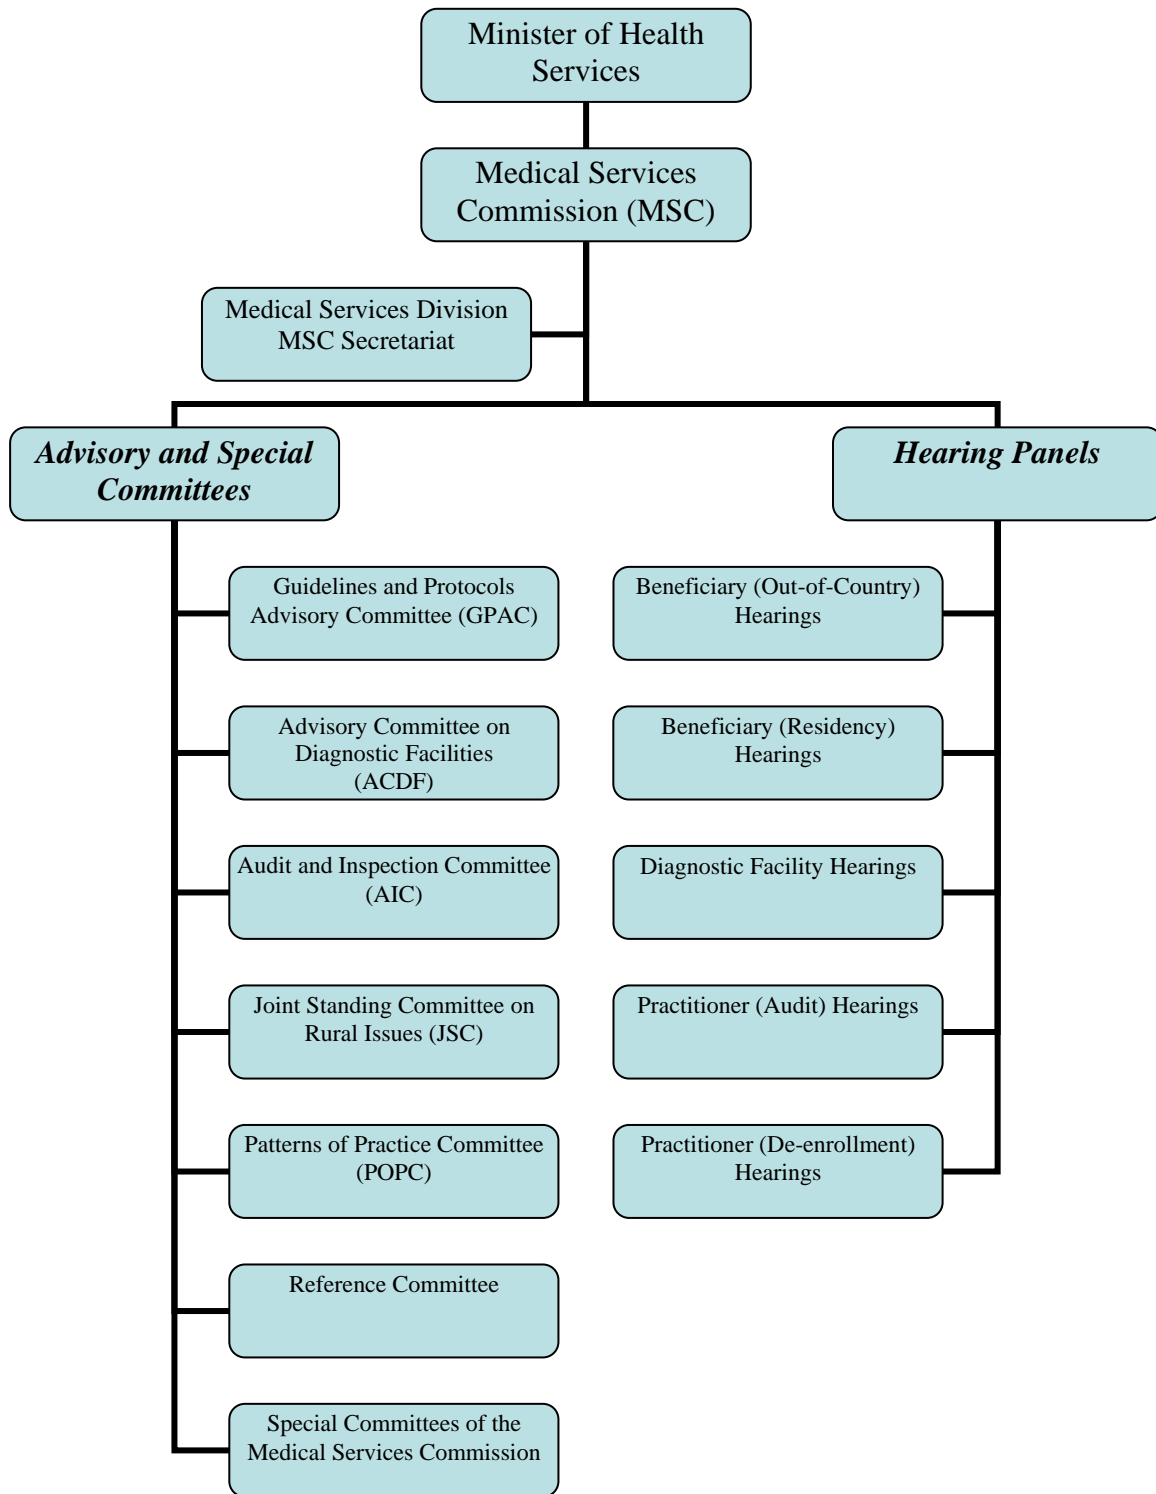 Minister of Health
Services
Medical Services
Commission (MSC)
Medical Services Division
MSC Secretariat
Advisory and Special
Committees
Hearing Panels
Guidelines and Protocols
Advisory Committee (GPAC)
Beneficiary (Out-of-Country)
Hearings
Advisory Committee on
Diagnostic Facilities
(ACDF)
Beneficiary (Residency)
Hearings
Audit and Inspection Committee
(AIC)
Diagnostic Facility Hearings
Joint Standing Committee on
Rural Issues (JSC)
Practitioner (Audit) Hearings
Patterns of Practice Committee
(POPC)
Practitioner (De-enrollment)
Hearings
Reference Committee
Special Committees of the
Medical Services Commission